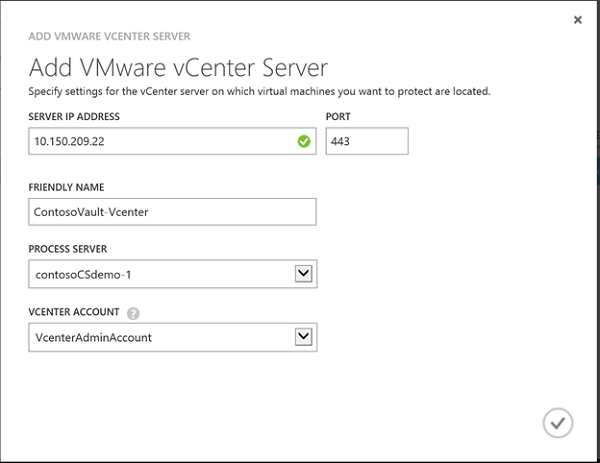 ADD VMWARE VCENTER SERVER
Add VMware vCenter Server
Specify settings for the vCenter server on which virtual machines you want to protect are located.
SERVER IP ADDRESS PORT
10.150.209.22 443
FRIENDLY NAME
ContosoVault-Vcenter
PROCESS SERVER
contosoCSdemo-1
VCENTER ACCOUNT ?
VcenterAdminAccount